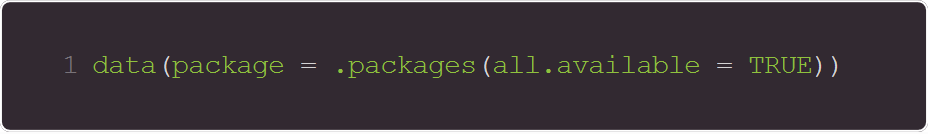 1 data(package = .packages(all.available = TRUE))